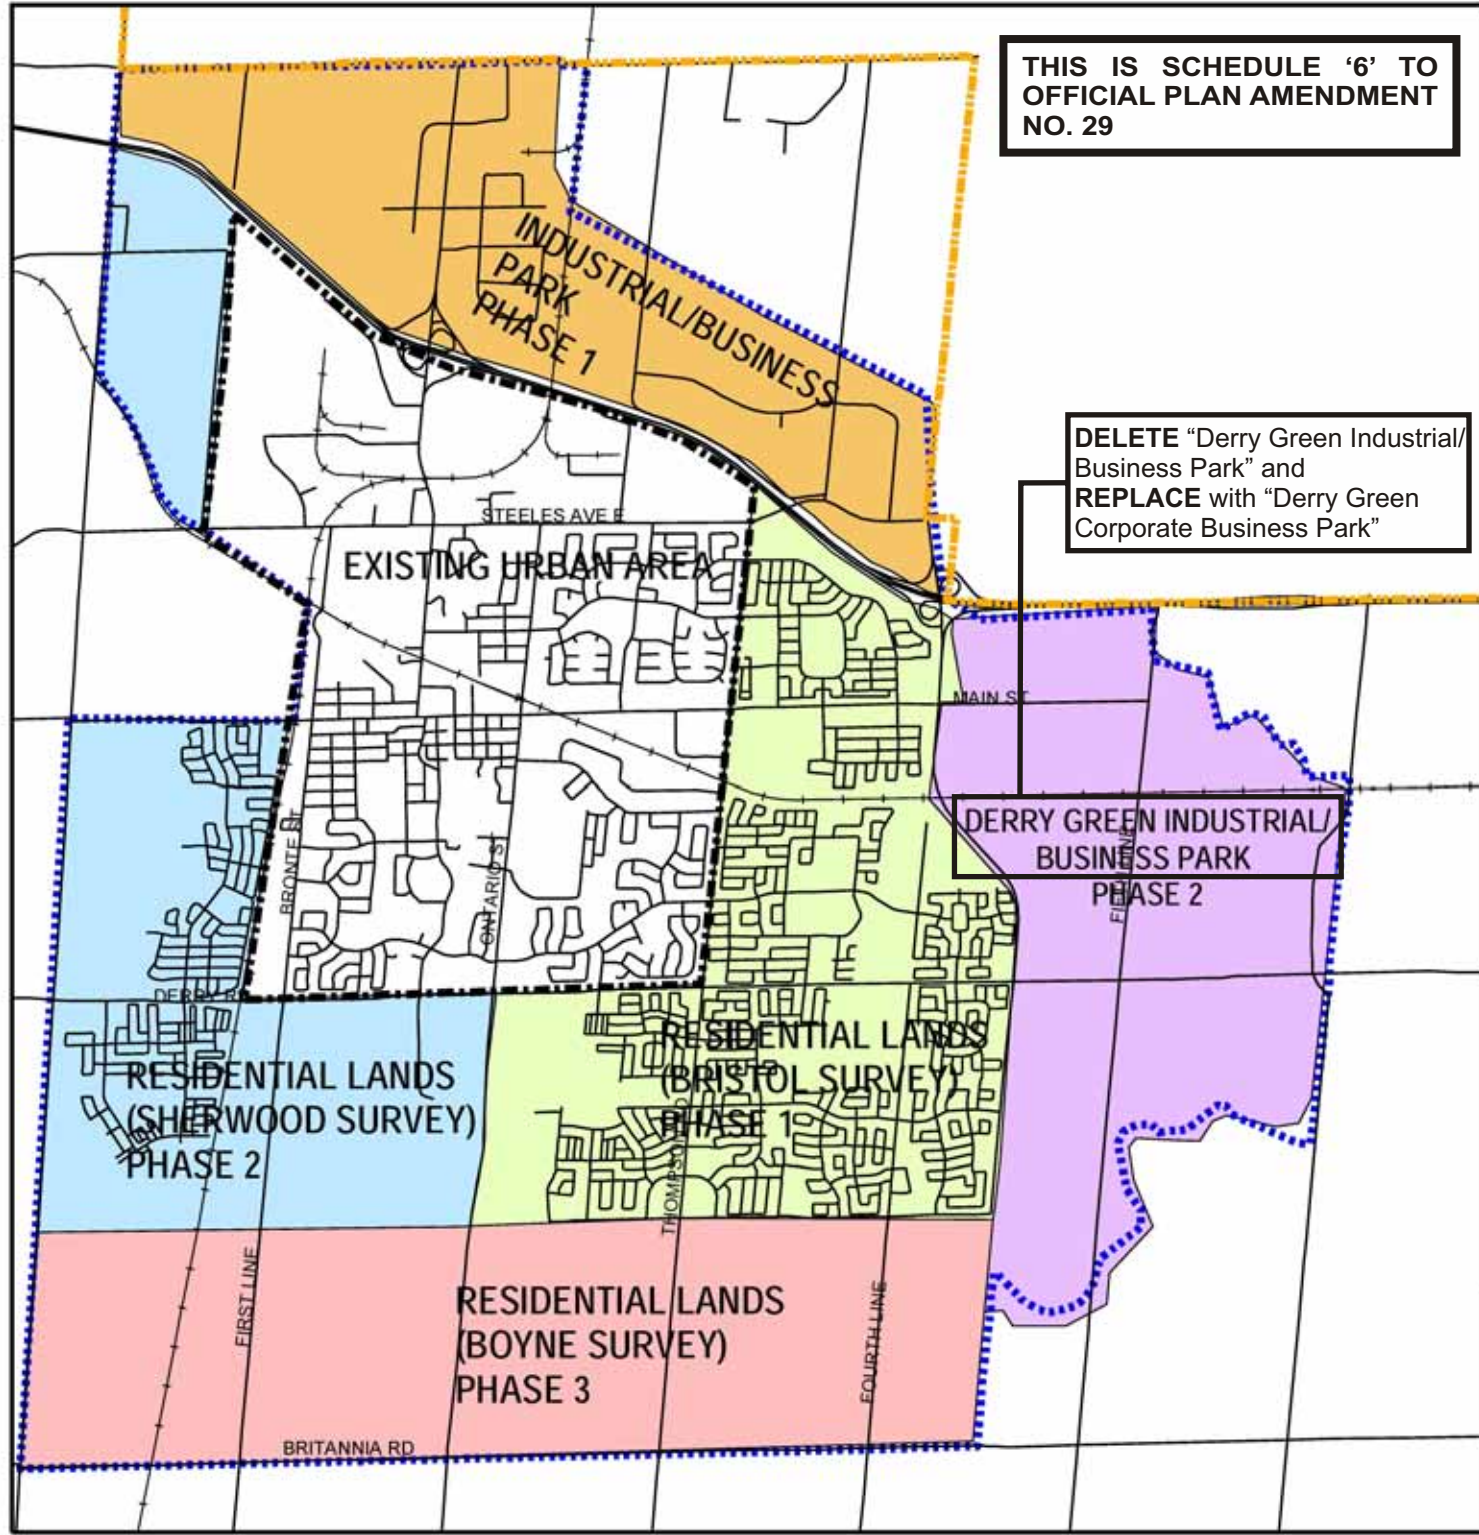 THIS IS SCHEDULE ‘6’ TO
OFFICIAL PLAN AMENDMENT
NO. 29
INDUSTRIAL/BUSINESS
PARK
PHASE 1
DELETE “Derry Green Industrial/
Business Park” and
REPLACE with “Derry Green
Corporate Business Park”
STEELES AVE E
EXISTING URBAN AREA
MAIN ST
DERRY GREEN INDUSTRIAL/
BUSINESS PARK
PHASE 2
FIFTH LINE
BRONTE ST
ONTARIO ST
DERRY RD
RESIDENTIAL LANDS
(SHERWOOD SURVEY)
PHASE 2
RESIDENTIAL LANDS
(BRISTOL SURVEY)
PHASE 1
FIRST LINE
RESIDENTIAL LANDS
(BOYNE SURVEY)
PHASE 3
FOURTH LINE
BRITANNIA RD